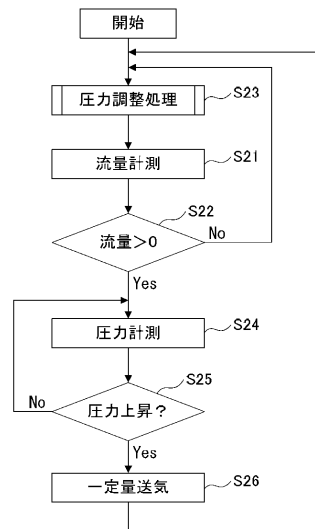 開始
圧力調整処理
S23
流量計測
S21
S22
流量>0
No
Yes
圧力計測
S24
S25
圧力上昇?
No
Yes
一定量送気
S26